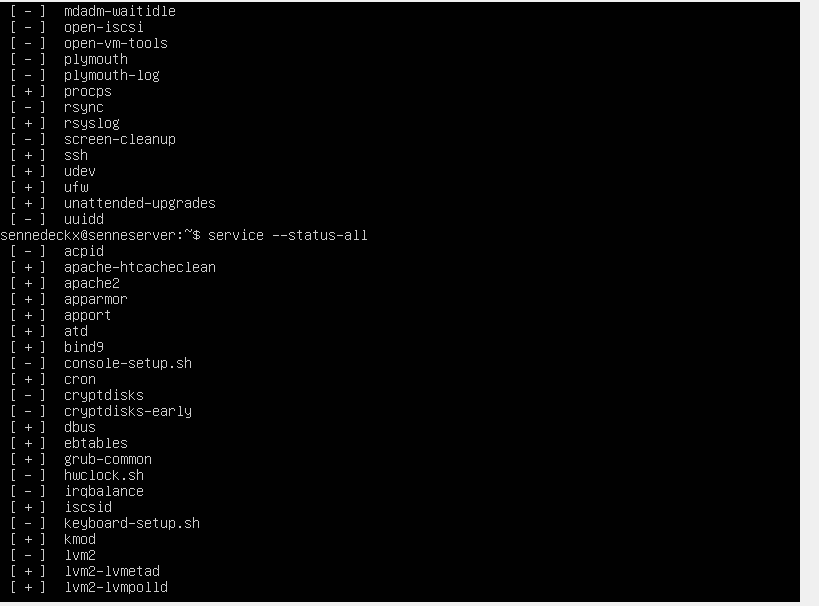 [ - ]  mdadm-waitidle
[ - ]  open-iscsi
[ - ]  open-vm-tools
[ - ]  plymouth
[ - ]  plymouth-log
[ + ]  procps
[ - ]  rsync
[ + ]  rsyslog
[ - ]  screen-cleanup
[ + ]  ssh
[ + ]  udev
[ + ]  ufw
[ + ]  unattended-upgrades
[ - ]  uuidd
sennedeckx@senneserver:~$ service --status-all
[ - ]  acpid
[ + ]  apache-htcacheclean
[ + ]  apache2
[ + ]  apparmor
[ + ]  apport
[ + ]  atd
[ + ]  bind9
[ - ]  console-setup.sh
[ + ]  cron
[ - ]  cryptdisks
[ - ]  cryptdisks-early
[ + ]  dbus
[ + ]  ebtables
[ + ]  grub-common
[ - ]  hwclock.sh
[ - ]  irqbalance
[ + ]  iscsid
[ - ]  keyboard-setup.sh
[ + ]  kmod
[ - ]  lvm2
[ + ]  lvm2-lvmetad
[ + ]  lvm2-lvmpolld